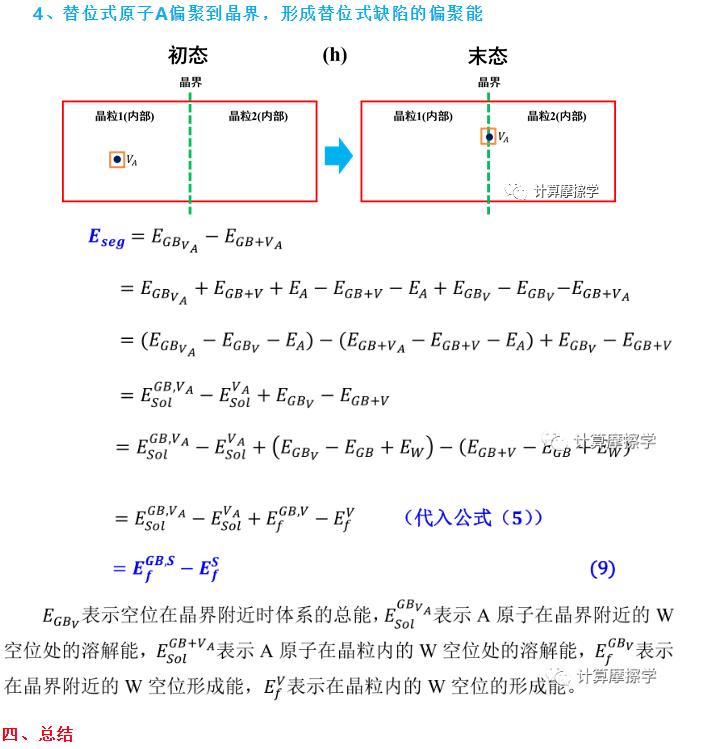 4、替位式原子A偏聚到晶界，形成替位式缺陷的偏聚能
初态 (h) 末态
晶界 晶界
晶粒1(内部) 晶粒2(内部) 晶粒1(内部) 晶粒2(内部)
V_A V_A
计算摩擦学
E_{seg} = E_{GB_{V_A}} − E_{GB+V_A}
= E_{GB_{V_A}} + E_{GB+V} + E_A − E_{GB+V} − E_A + E_{GB_V} − E_{GB_V} − E_{GB+V_A}
= (E_{GB_{V_A}} − E_{GB_V} − E_A) − (E_{GB+V_A} − E_{GB+V} − E_A) + E_{GB_V} − E_{GB+V}
= E_{Sol}^{GB,V_A} − E_{Sol}^{V_A} + E_{GB_V} − E_{GB+V}
计算摩擦学
= E_{Sol}^{GB,V_A} − E_{Sol}^{V_A} + (E_{GB_V} − E_{GB} + E_W) − (E_{GB+V} − E_{GB} + E_W)
= E_{Sol}^{GB,V_A} − E_{Sol}^{V_A} + E_f^{GB,V} − E_f^V （代入公式（5））
= E_f^{GB,S} − E_f^S (9)
E_{GB_V}表示空位在晶界附近时体系的总能，E_{Sol}^{GB_{V_A}}表示 A 原子在晶界附近的 W
空位处的溶解能，E_{Sol}^{GB+V_A}表示 A 原子在晶粒内的 W 空位处的溶解能，E_f^{GB_V}表示
在晶界附近的 W 空位形成能，E_f^V表示在晶粒内的 W 空位的形成能。
计算摩擦学
四、总结